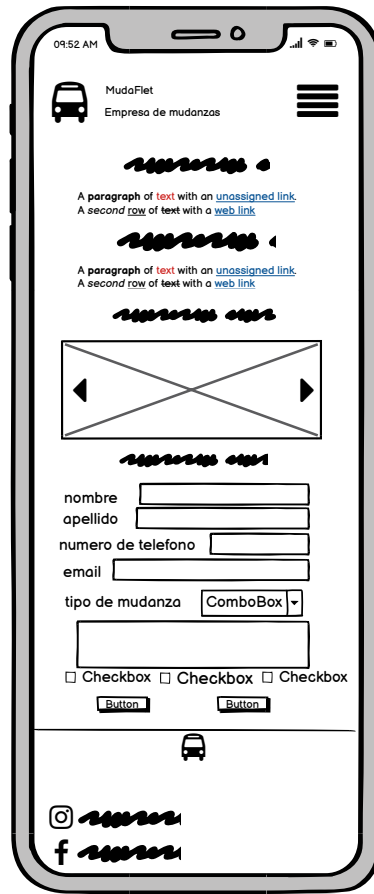 09:52 AM
MudaFlet
Empresa de mudanzas
A paragraph of text with an unassigned link.
A second row of text with a web link
A paragraph of text with an unassigned link.
A second row of text with a web link
nombre
apellido
numero de telefono
email
tipo de mudanza ComboBox
Checkbox Checkbox Checkbox
Button Button